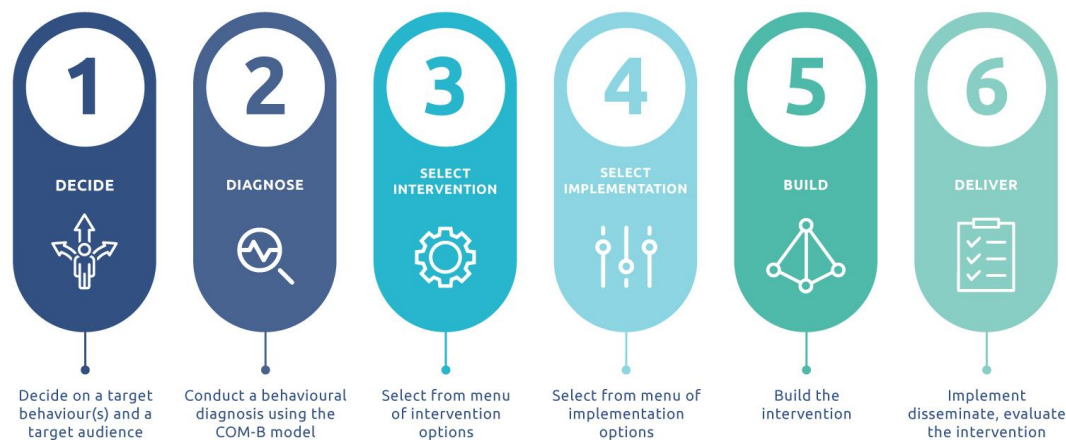 1
DECIDE
Decide on a target
behaviour(s) and a
target audience
2
DIAGNOSE
Conduct a behavioural
diagnosis using the
COM-B model
3
SELECT
INTERVENTION
Select from menu
of intervention
options
4
SELECT
IMPLEMENTATION
Select from menu of
implementation
options
5
BUILD
Build the
intervention
6
DELIVER
Implement
disseminate, evaluate
the intervention